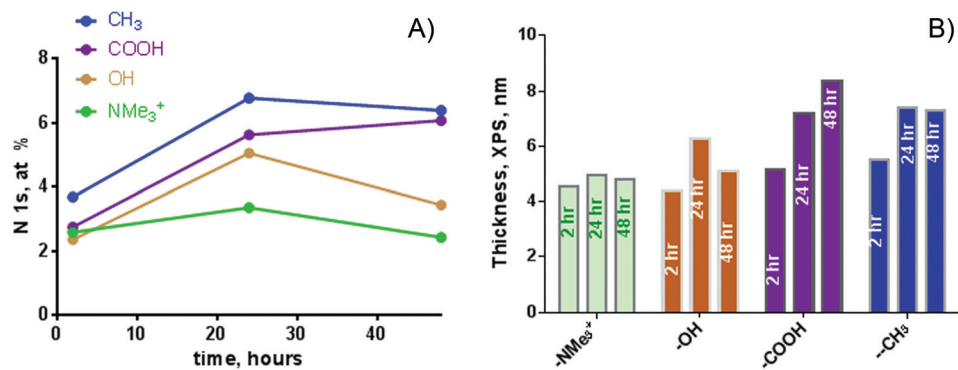 A)
CH₃
COOH
OH
NMe₃⁺
N 1s, at %
8
6
4
2
0
0 10 20 30 40
time, hours
B)
Thickness, XPS, nm
10
8
6
4
2
0
2 hr 24 hr 48 hr
2 hr 24 hr 48 hr
2 hr 24 hr 48 hr
2 hr 24 hr 48 hr
-NMe₃⁺ -OH -COOH --CH₃